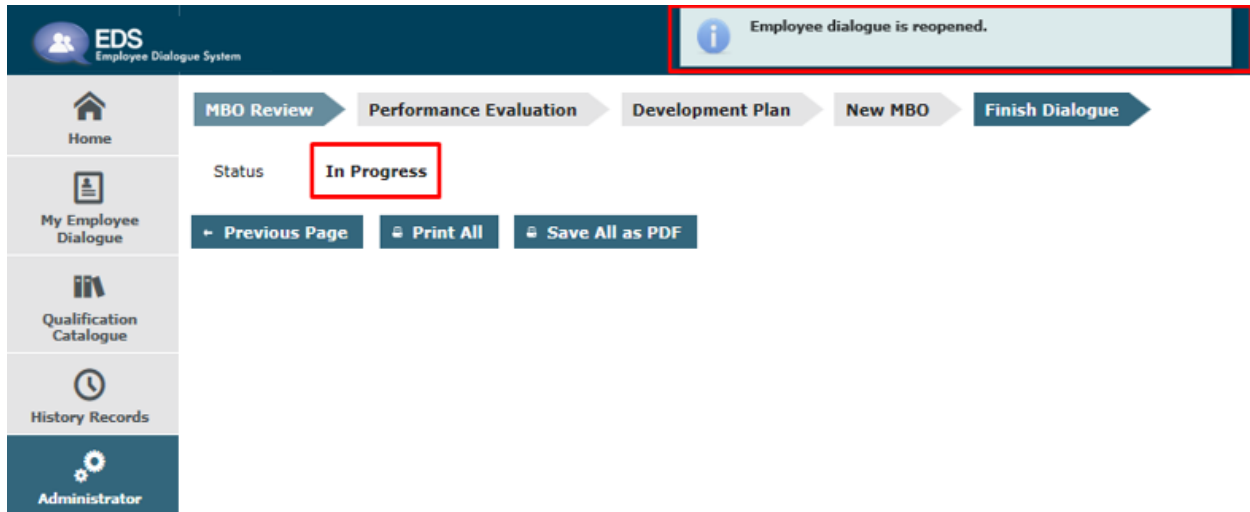 EDS
Employee Dialogue System
Employee dialogue is reopened.
Home
My Employee
Dialogue
Qualification
Catalogue
History Records
Administrator
MBO Review Performance Evaluation Development Plan New MBO Finish Dialogue
Status In Progress
Previous Page Print All Save All as PDF